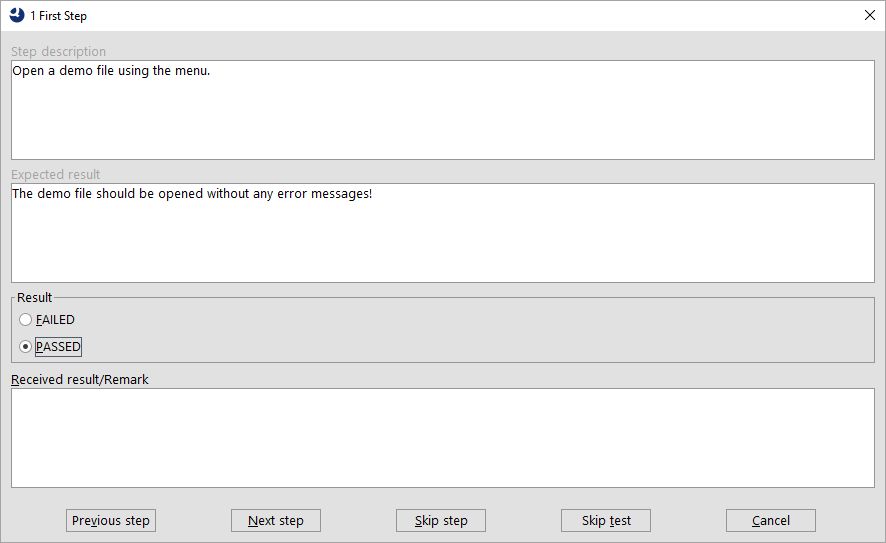 1 First Step
Step description
Open a demo file using the menu.
Expected result
The demo file should be opened without any error messages!
Result
FAILED
PASSED
Received result/Remark
Previous step Next step Skip step Skip test Cancel